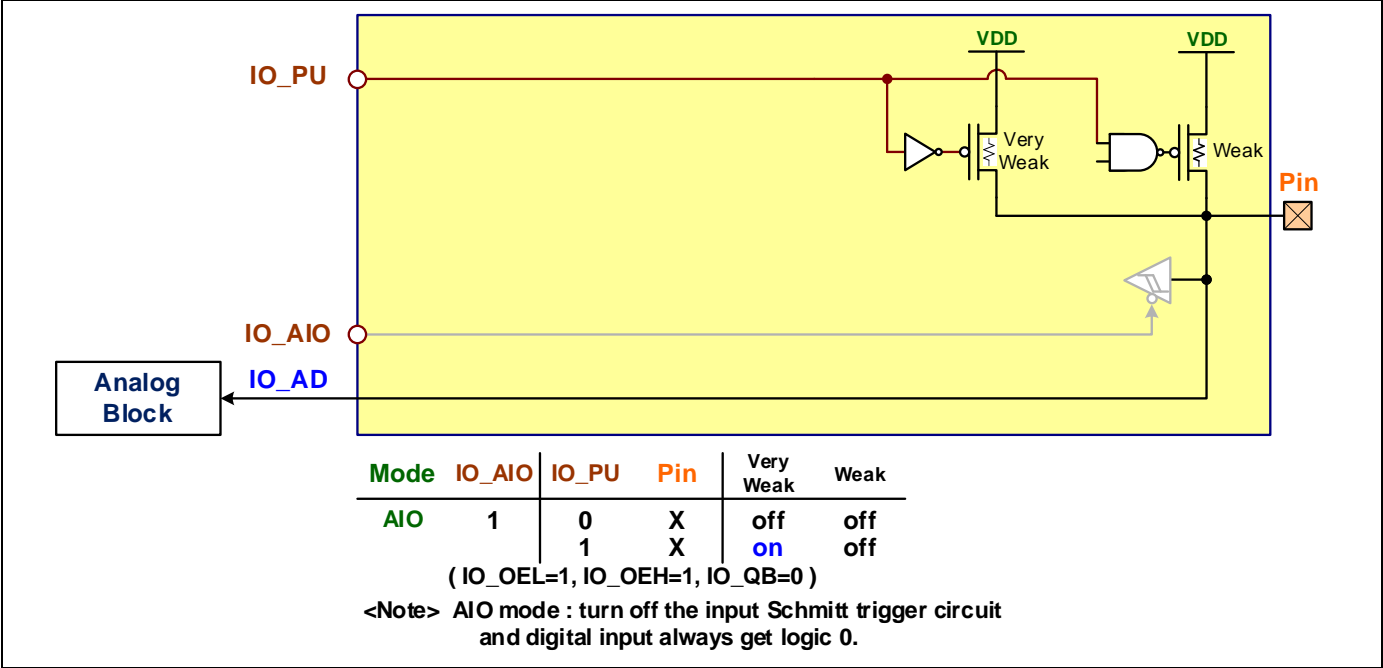 VDD VDD
IO_PU
Very
Weak
Weak
Pin
IO_AIO
IO_AD
Analog
Block
Mode IO_AIO IO_PU Pin Very Weak Weak
AIO 1 0 X off off
1 X on off
( IO_OEL=1, IO_OEH=1, IO_QB=0 )
<Note> AIO mode : turn off the input Schmitt trigger circuit
and digital input always get logic 0.